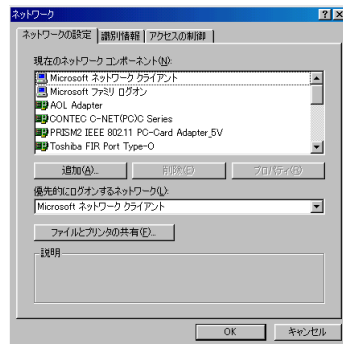 ネットワーク
ネットワークの設定 識別情報 アクセスの制御
現在のネットワーク コンポーネント(N):
Microsoft ネットワーク クライアント
Microsoft ファミリ ログオン
AOL Adapter
CONTEC C-NET(PC)C Series
PRISM2 IEEE 802.11 PC-Card Adapter_5V
Toshiba FIR Port Type-O
追加(A)... 削除(E) プロパティ(R)
優先的にログオンするネットワーク(L):
Microsoft ネットワーク クライアント
ファイルとプリンタの共有(F)...
説明
OK キャンセル